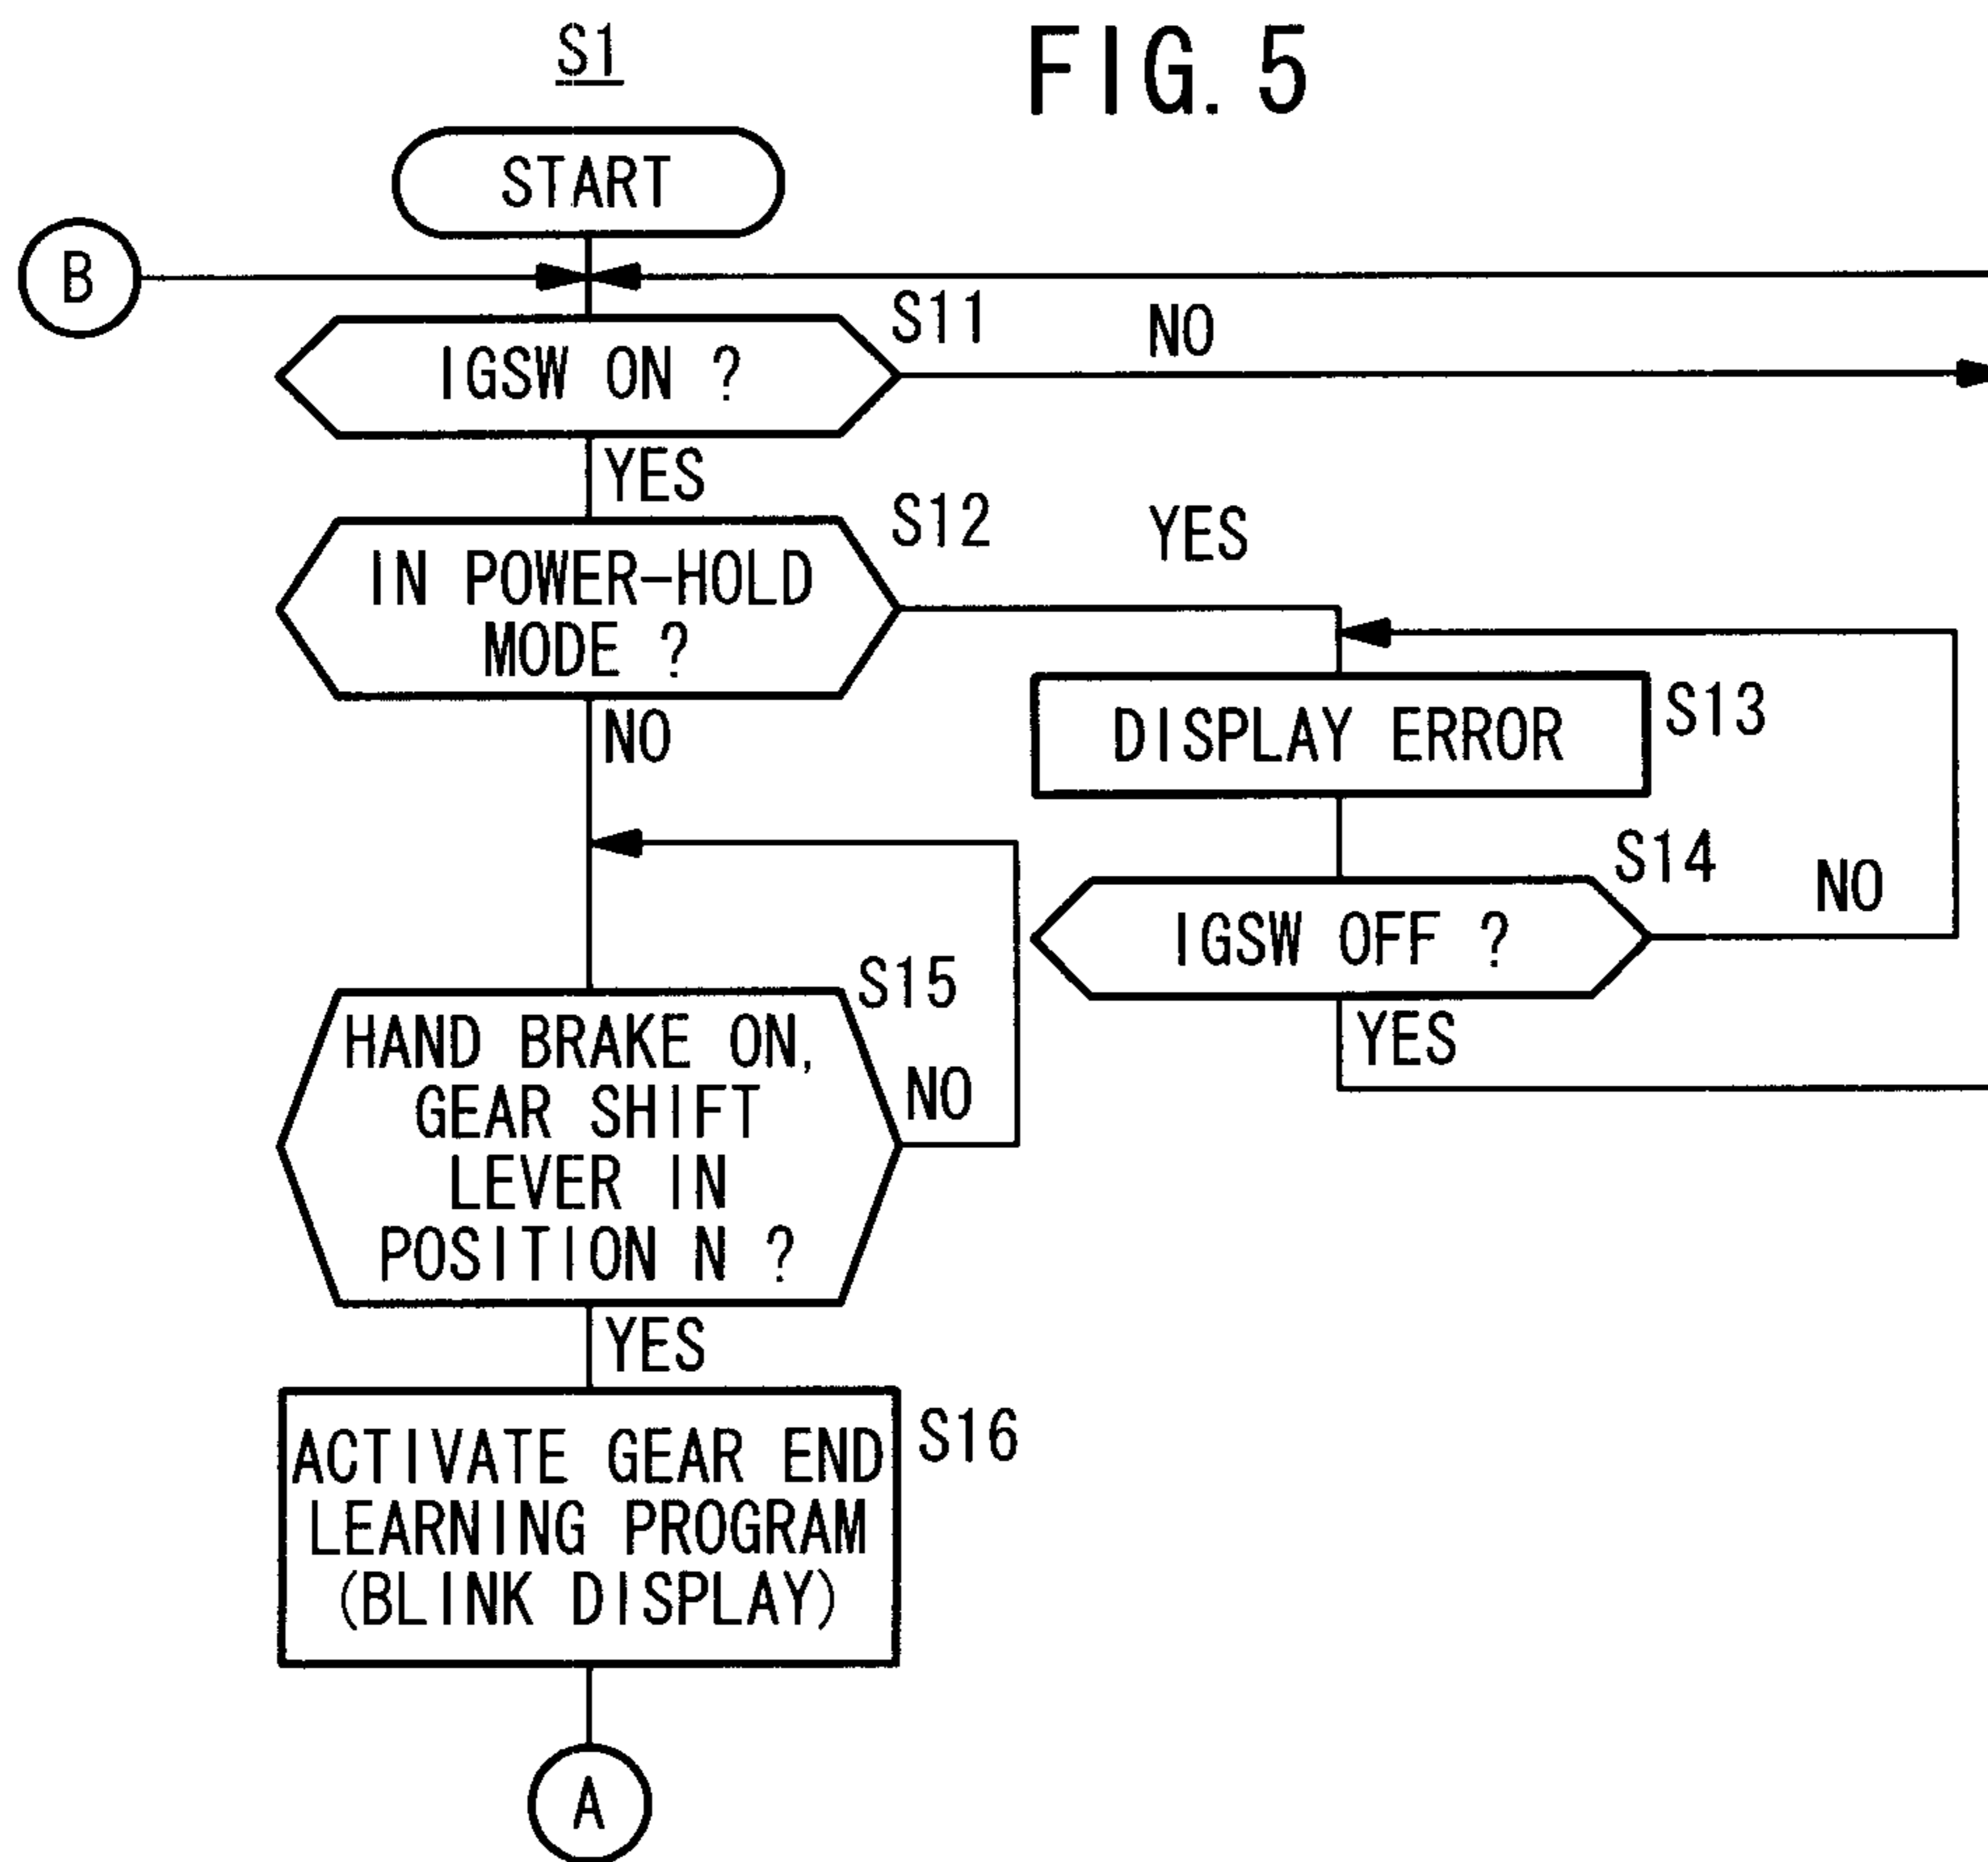 S1
FIG. 5
START
B
S11
NO
IGSW ON ?
YES
S12
YES
IN POWER-HOLD
MODE ?
NO
DISPLAY ERROR
S13
S14
NO
IGSW OFF ?
YES
S15
HAND BRAKE ON,
GEAR SHIFT
LEVER IN
POSITION N ?
NO
YES
S16
ACTIVATE GEAR END
LEARNING PROGRAM
(BLINK DISPLAY)
A